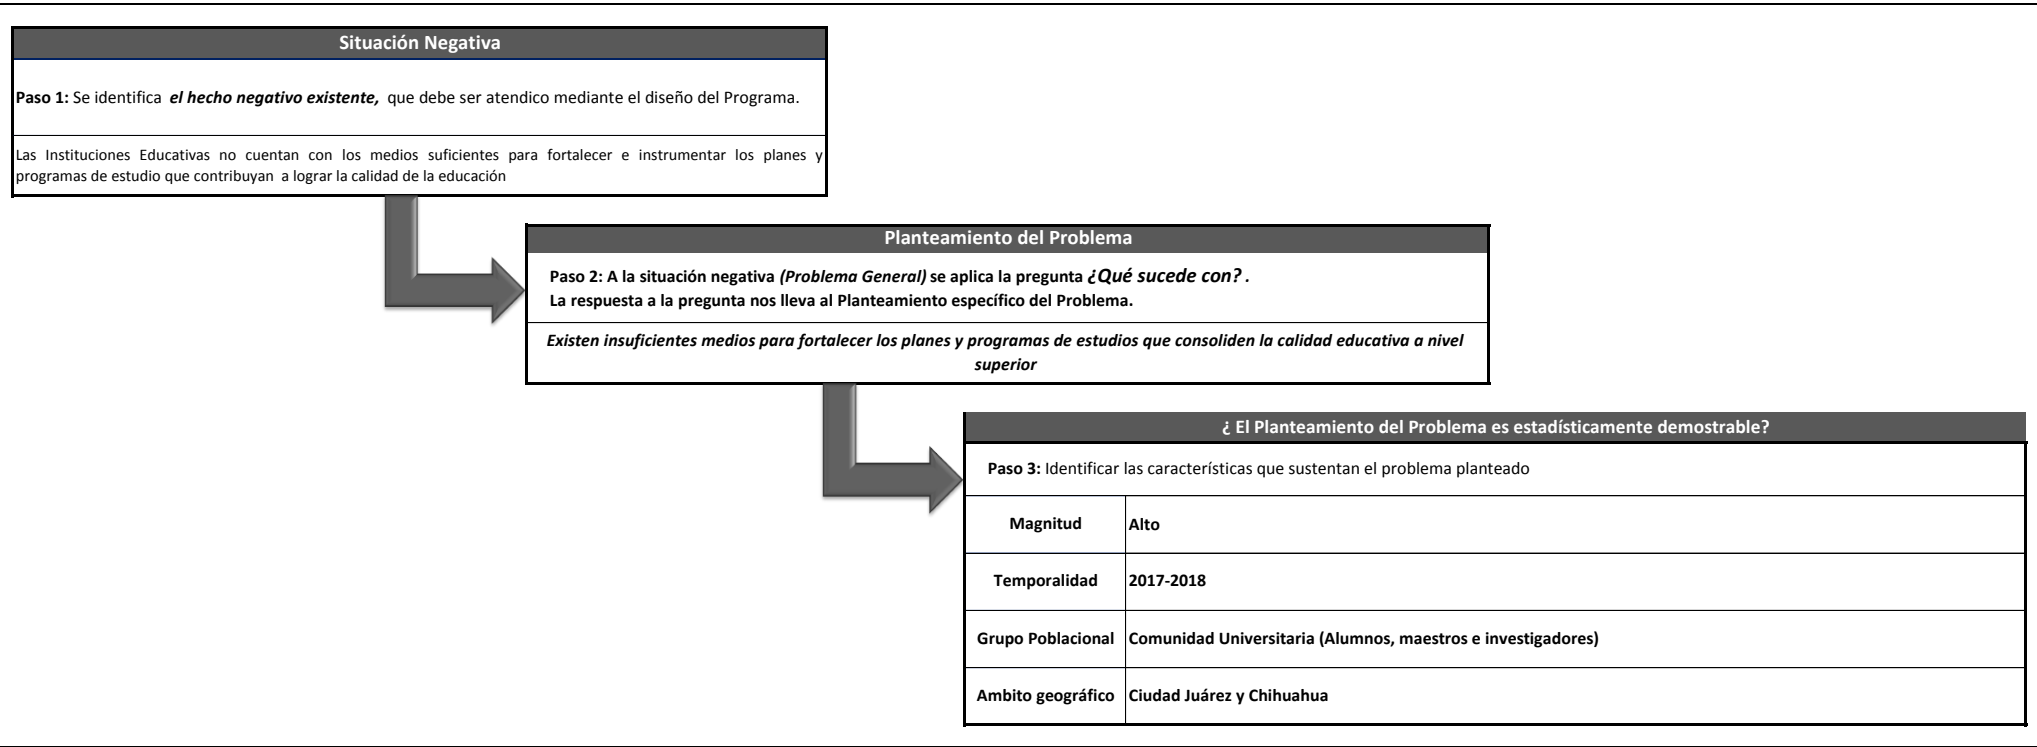 Situación Negativa
Paso 1: Se identifica el hecho negativo existente, que debe ser atendico mediante el diseño del Programa.
Las Instituciones Educativas no cuentan con los medios suficientes para fortalecer e instrumentar los planes y
programas de estudio que contribuyan a lograr la calidad de la educación
Planteamiento del Problema
Paso 2: A la situación negativa (Problema General) se aplica la pregunta ¿Qué sucede con? .
La respuesta a la pregunta nos lleva al Planteamiento específico del Problema.
Existen insuficientes medios para fortalecer los planes y programas de estudios que consoliden la calidad educativa a nivel
superior
¿ El Planteamiento del Problema es estadísticamente demostrable?
Paso 3: Identificar las característícas que sustentan el problema planteado
Magnitud Alto
Temporalidad 2017-2018
Grupo Poblacional Comunidad Universitaria (Alumnos, maestros e investigadores)
Ambito geográfico Ciudad Juárez y Chihuahua